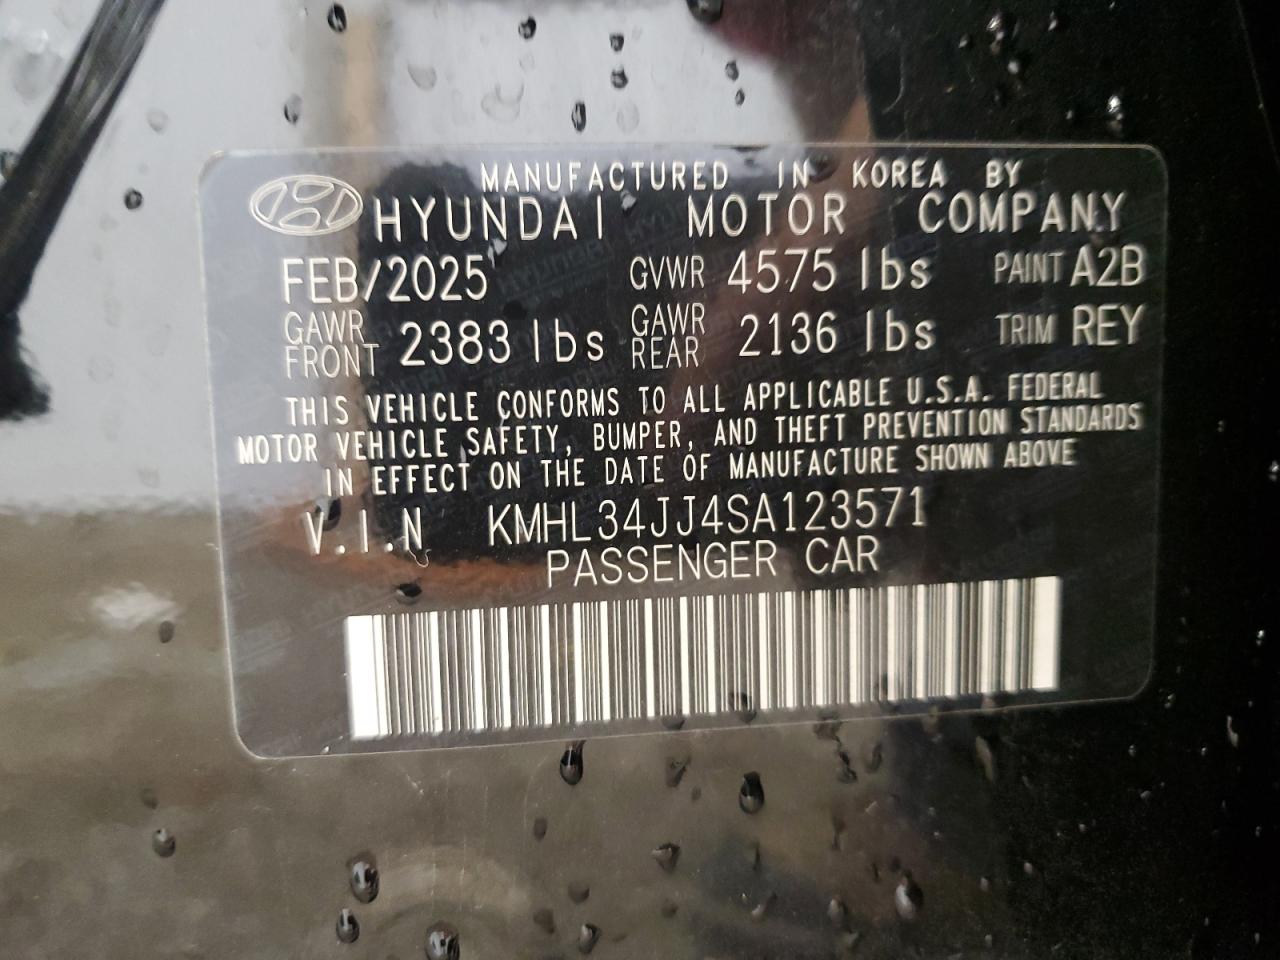 MANUFACTURED IN KOREA BY
HYUNDAI MOTOR COMPANY
FEB/2025 GVWR 4575 lbs PAINT A2B
GAWR FRONT 2383 lbs GAWR REAR 2136 lbs TRIM REY
THIS VEHICLE CONFORMS TO ALL APPLICABLE U.S.A. FEDERAL
MOTOR VEHICLE SAFETY, BUMPER, AND THEFT PREVENTION STANDARDS
IN EFFECT ON THE DATE OF MANUFACTURE SHOWN ABOVE
V.I.N KMHL34JJ4SA123571
PASSENGER CAR